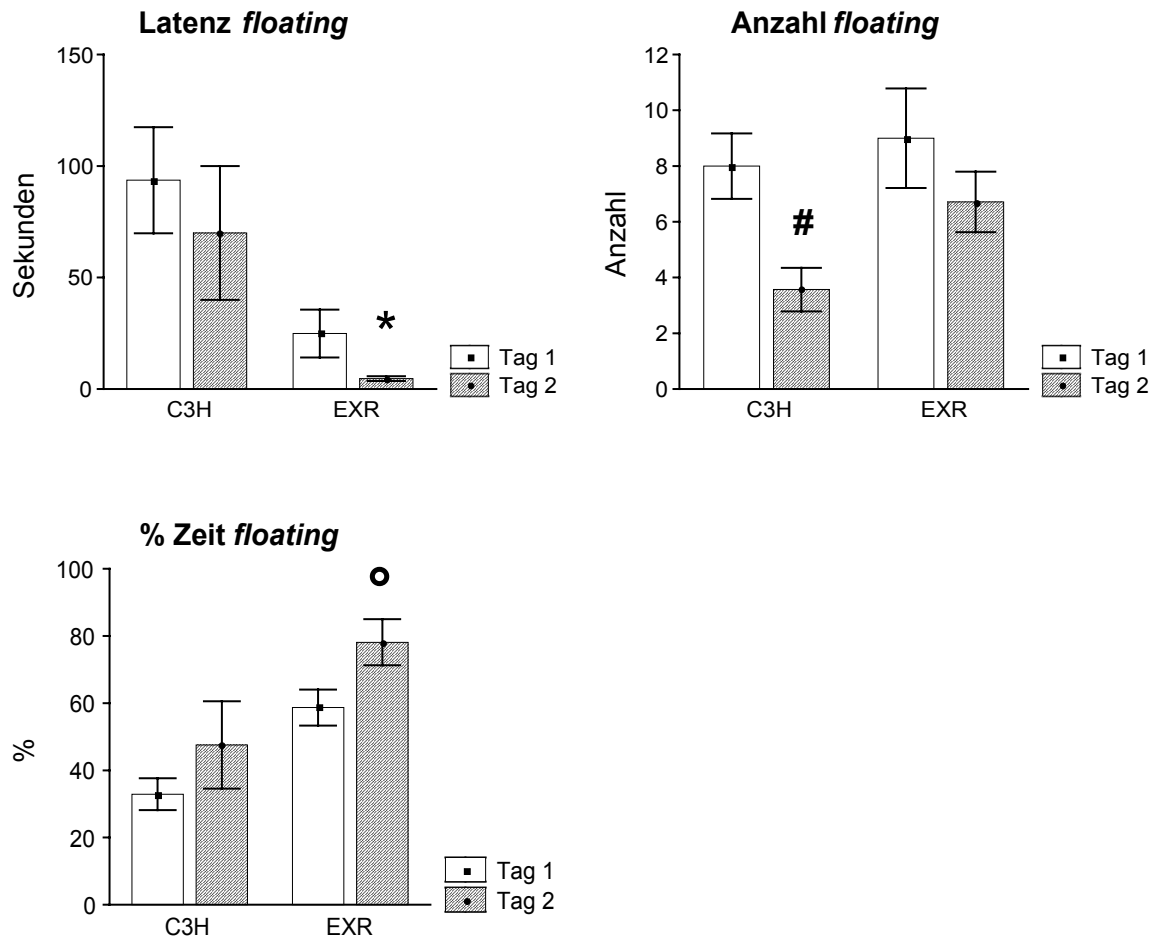 Latenz floating
150
100
50
0
Sekunden
*
C3H
EXR
Tag 1
Tag 2
Anzahl floating
12
10
8
6
4
2
0
Anzahl
#
C3H
EXR
Tag 1
Tag 2
% Zeit floating
100
80
60
40
20
0
%
C3H
EXR
Tag 1
Tag 2